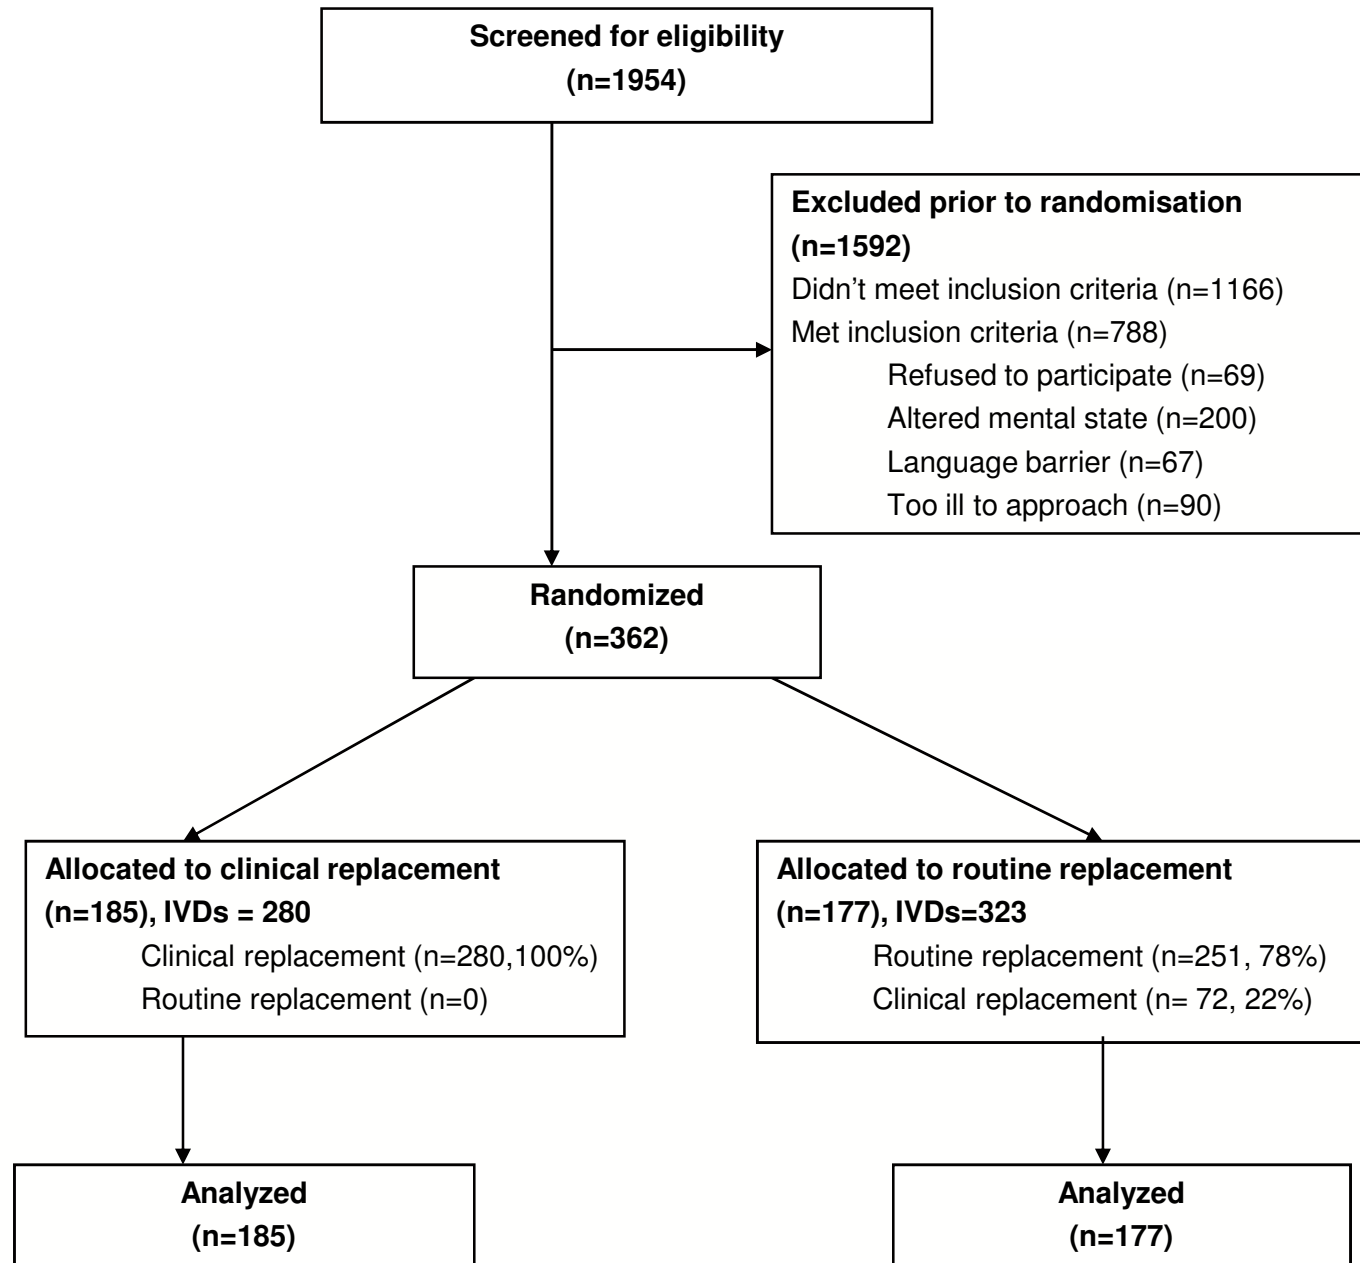 Screened for eligibility
(n=1954)
Excluded prior to randomisation
(n=1592)
Didn't meet inclusion criteria (n=1166)
Met inclusion criteria (n=788)
Refused to participate (n=69)
Altered mental state (n=200)
Language barrier (n=67)
Too ill to approach (n=90)
Randomized
(n=362)
Allocated to clinical replacement
(n=185), IVDs = 280
Clinical replacement (n=280,100%)
Routine replacement (n=0)
Allocated to routine replacement
(n=177), IVDs=323
Routine replacement (n=251, 78%)
Clinical replacement (n= 72, 22%)
Analyzed
(n=185)
Analyzed
(n=177)